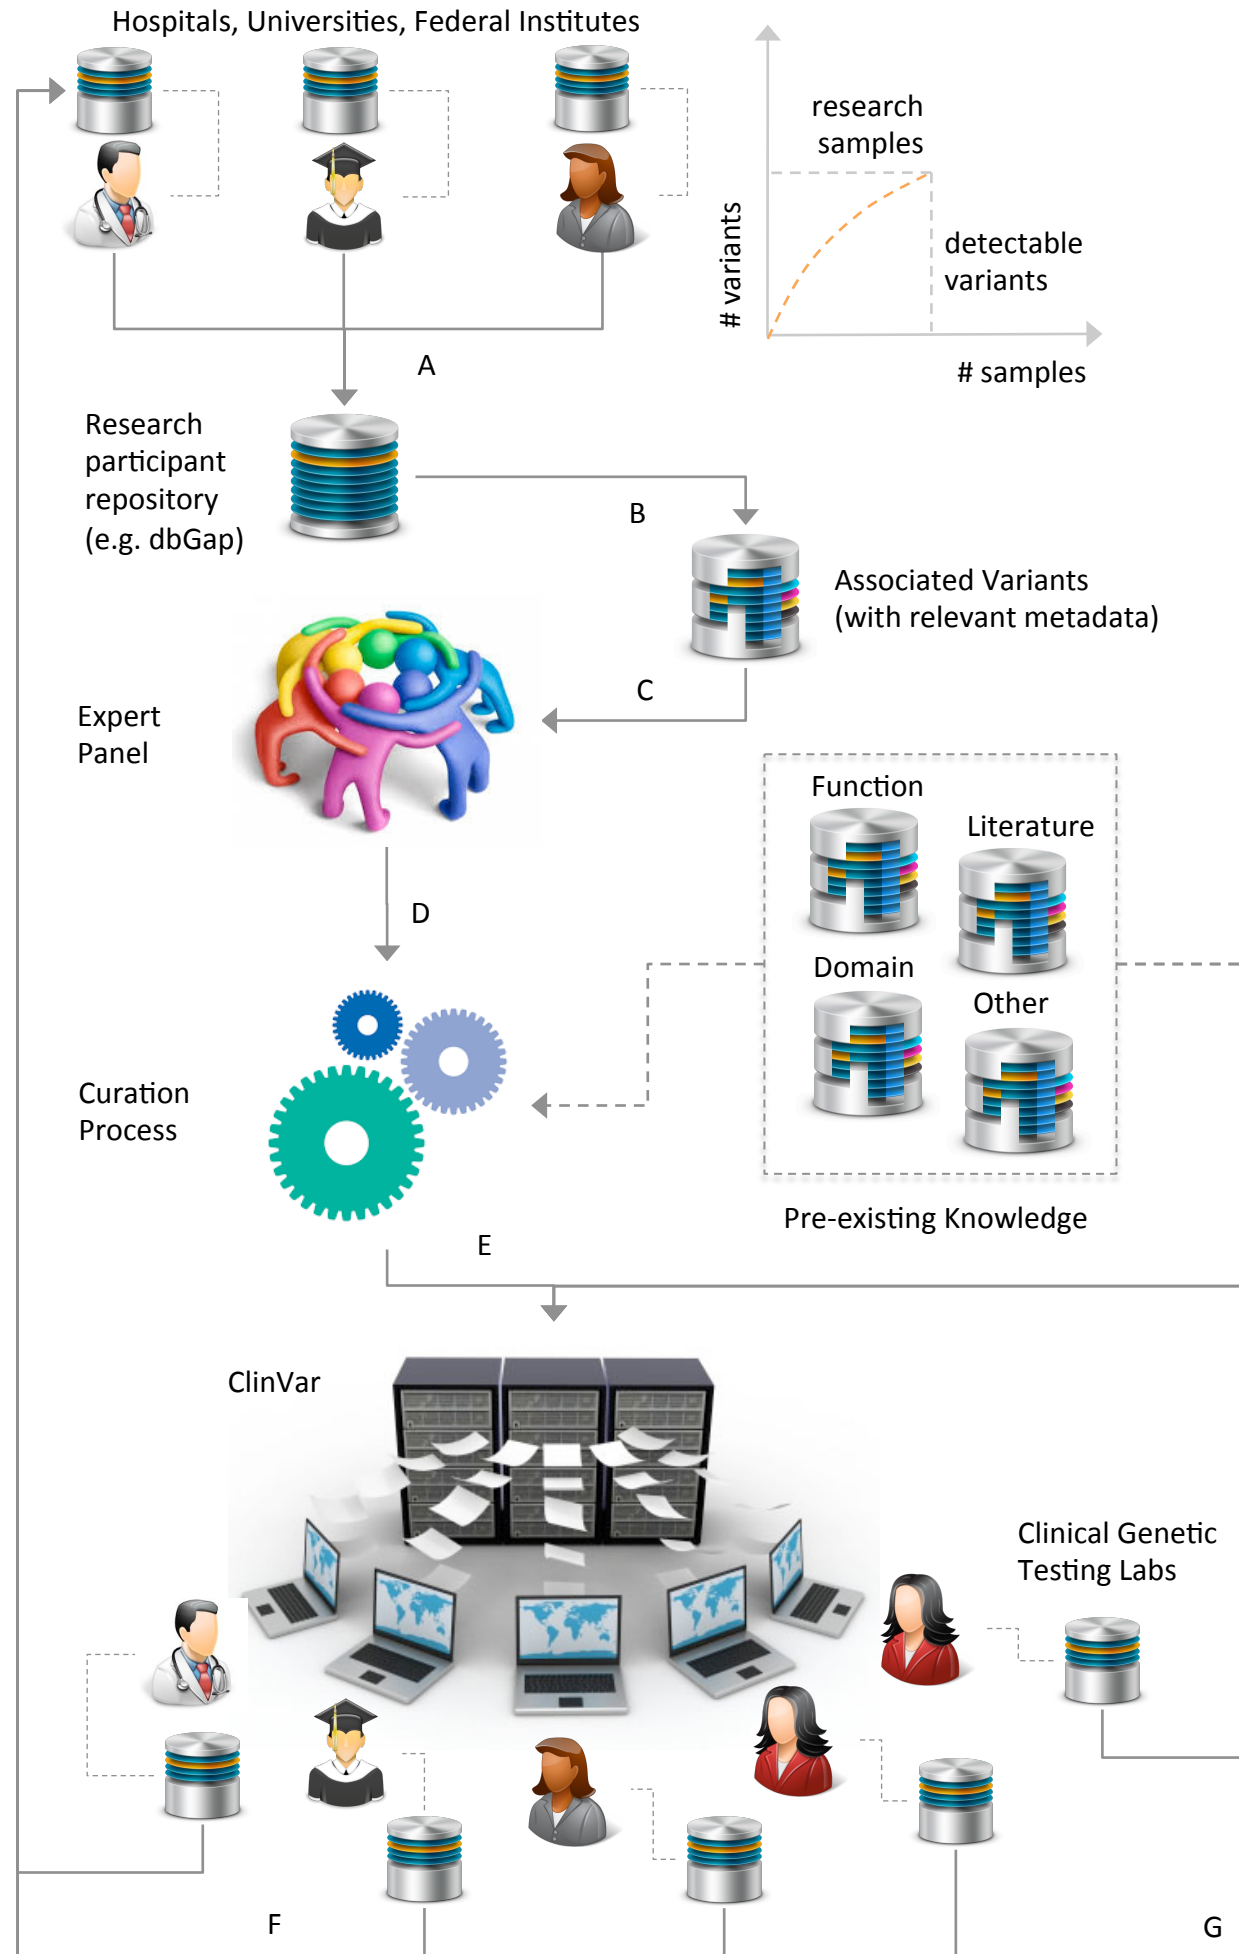 Hospitals, Universities, Federal Institutes
research
samples
# variants
detectable
variants
# samples
A
Research
participant
repository
(e.g. dbGap)
B
Associated Variants
(with relevant metadata)
C
Expert
Panel
Function
Literature
D
Domain
Other
Curation
Process
Pre-existing Knowledge
E
ClinVar
Clinical Genetic
Testing Labs
F
G